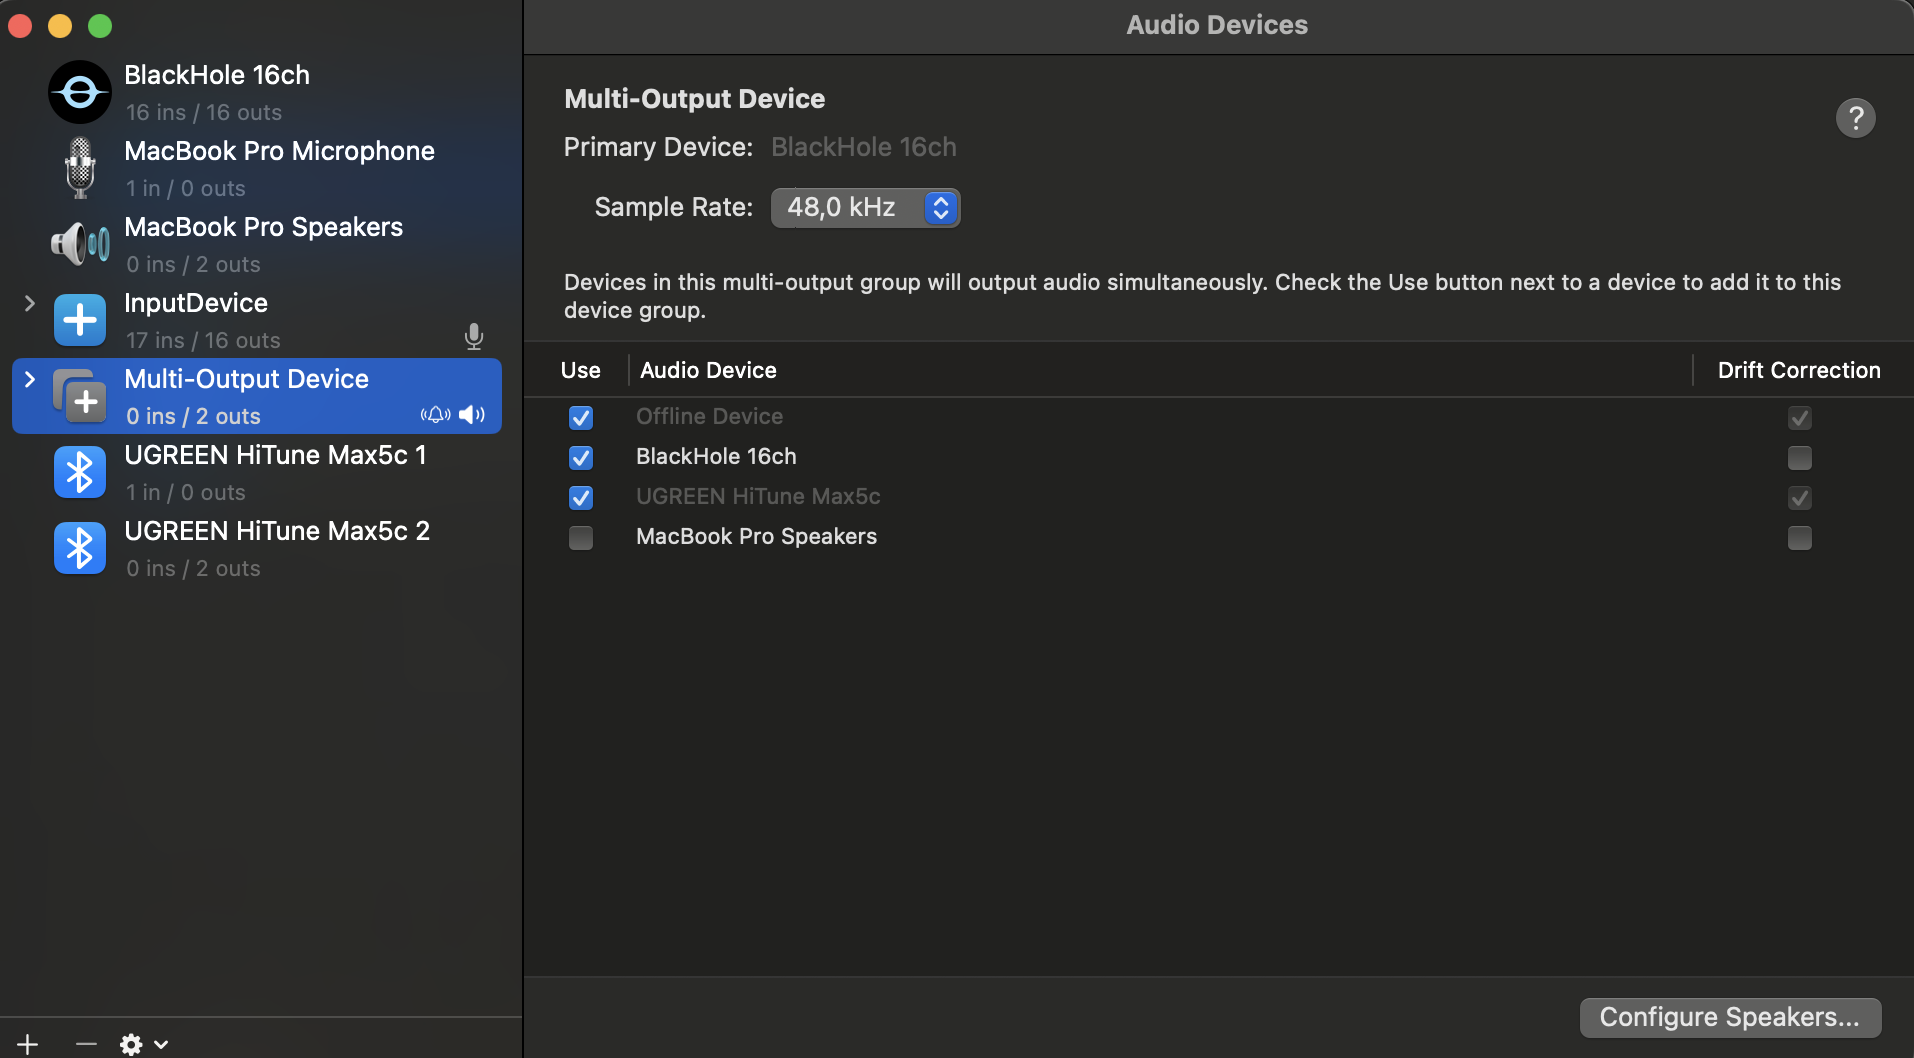 Audio Devices
BlackHole 16ch
16 ins / 16 outs
MacBook Pro Microphone
1 in / 0 outs
MacBook Pro Speakers
0 ins / 2 outs
InputDevice
17 ins / 16 outs
Multi-Output Device
0 ins / 2 outs
UGREEN HiTune Max5c 1
1 in / 0 outs
UGREEN HiTune Max5c 2
0 ins / 2 outs
Multi-Output Device
?
Primary Device: BlackHole 16ch
Sample Rate: 48,0 kHz
Devices in this multi-output group will output audio simultaneously. Check the Use button next to a device to add it to this
device group.
Use Audio Device Drift Correction
Offline Device
BlackHole 16ch
UGREEN HiTune Max5c
MacBook Pro Speakers
Configure Speakers...